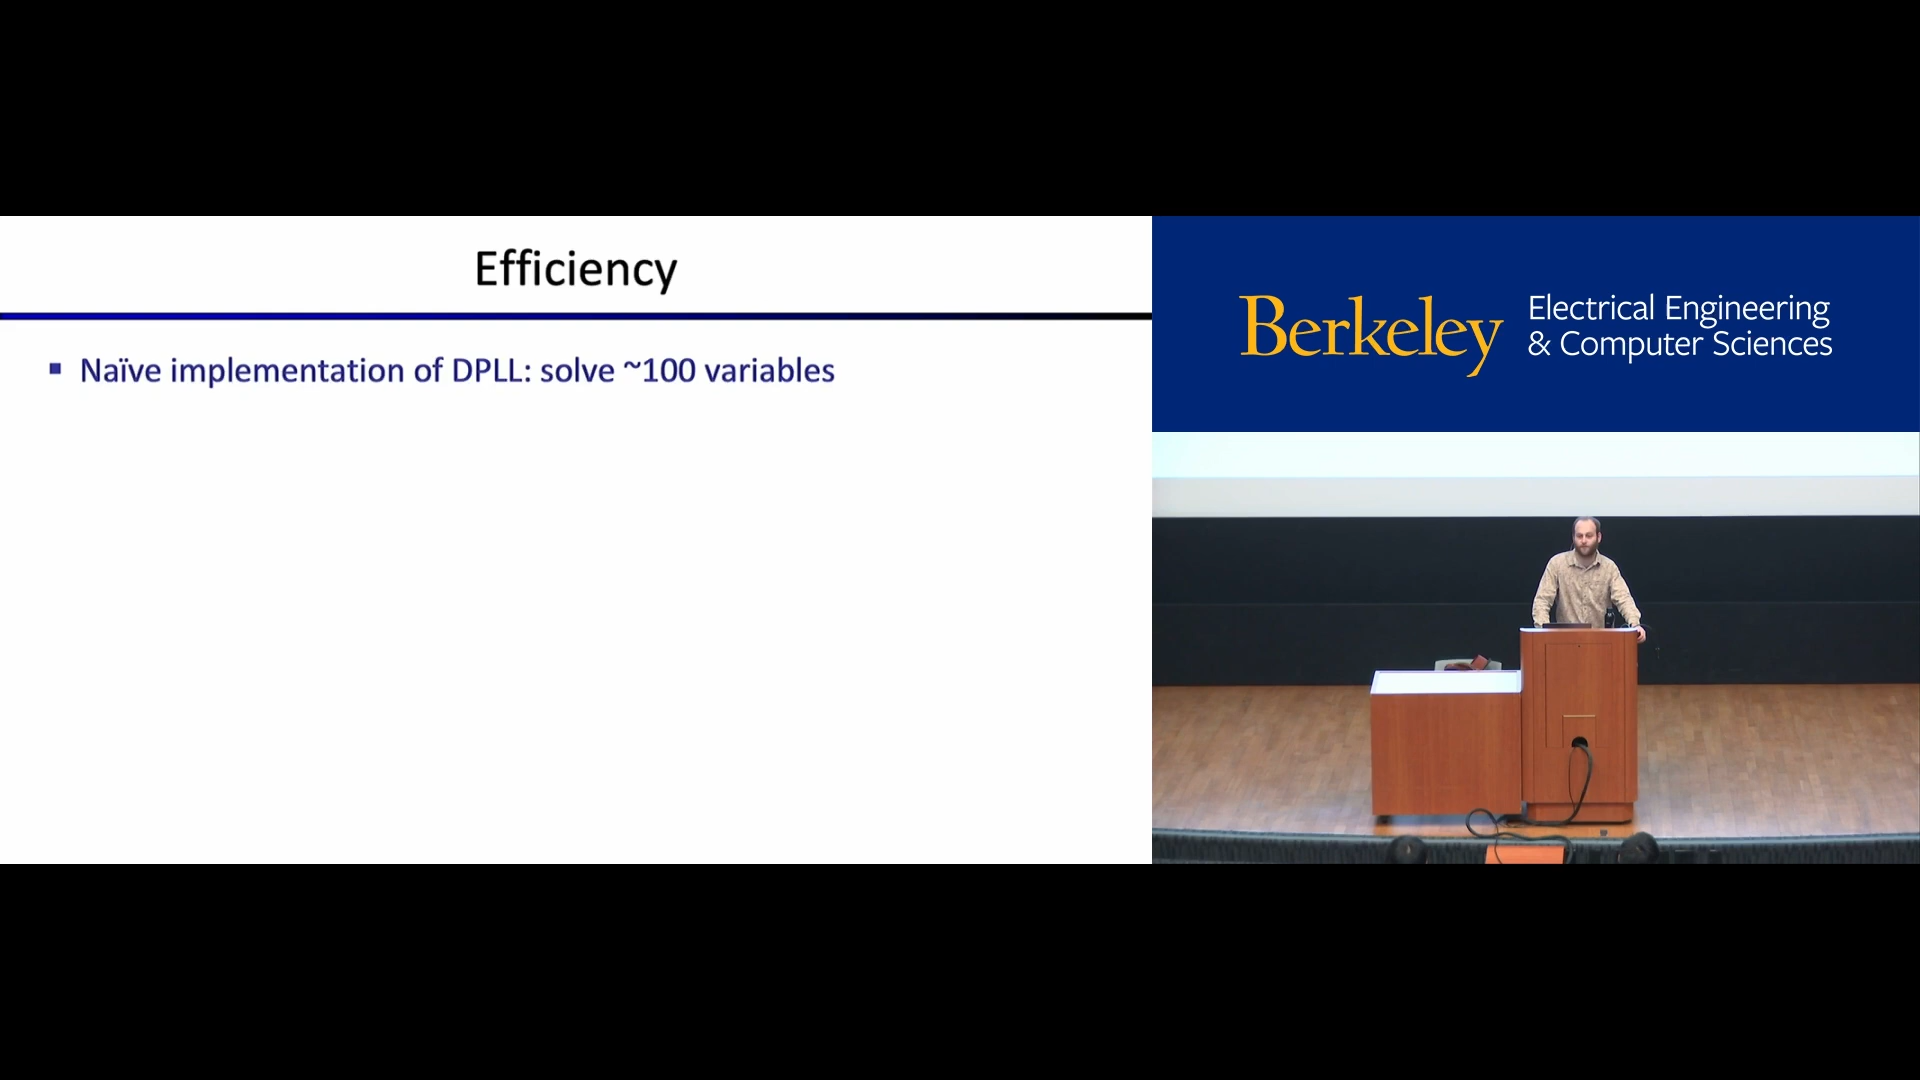 Efficiency
▪ Naïve implementation of DPLL: solve ~100 variables
Berkeley
Electrical Engineering
& Computer Sciences